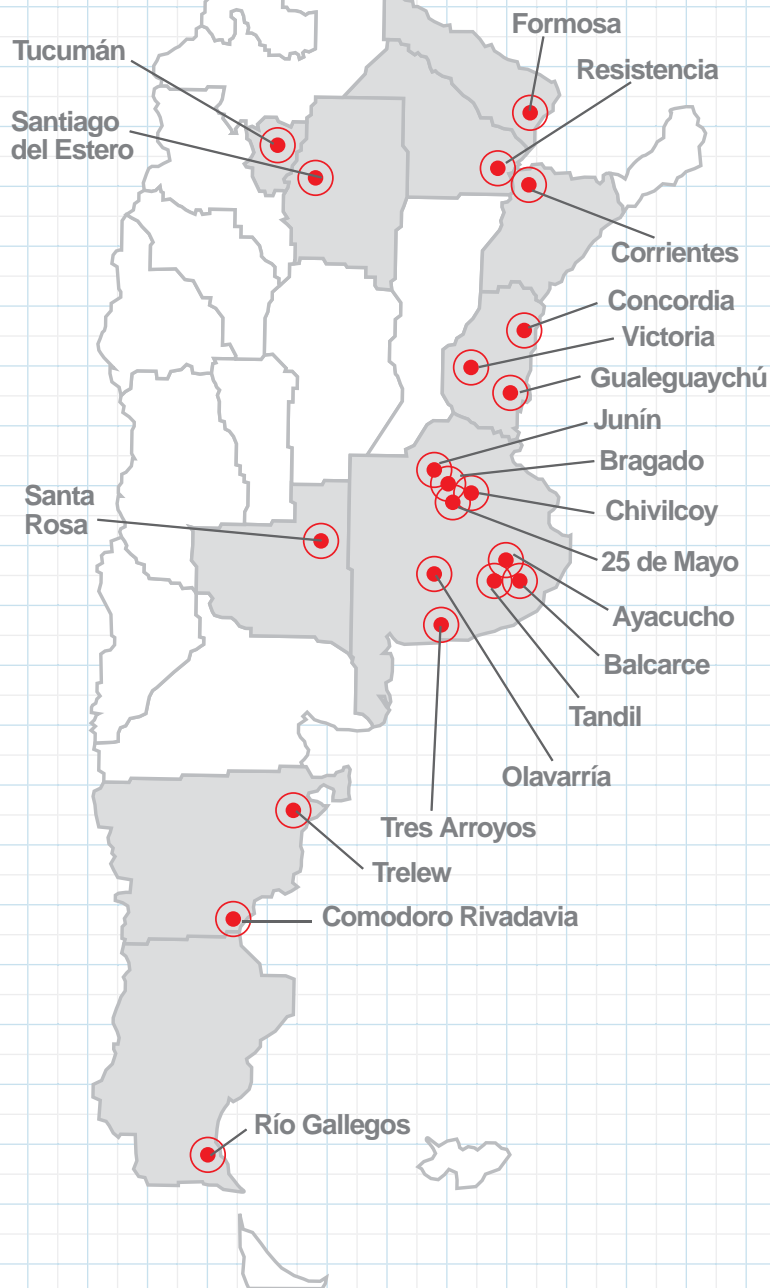 Formosa
Tucumán
Resistencia
Santiago
del Estero
Corrientes
Concordia
Victoria
Gualeguaychú
Junín
Bragado
Santa
Rosa
Chivilcoy
25 de Mayo
Ayacucho
Balcarce
Tandil
Olavarría
Tres Arroyos
Trelew
Comodoro Rivadavia
Río Gallegos